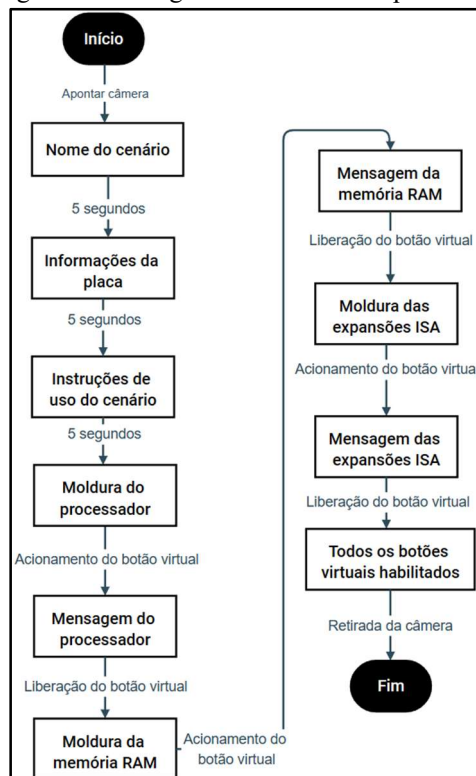 Início
Apontar câmera
Nome do cenário
5 segundos
Informações da
placa
5 segundos
Instruções de
uso do cenário
5 segundos
Moldura do
processador
Acionamento do botão virtual
Mensagem do
processador
Liberação do botão virtual
Moldura da
memória RAM
Acionamento do
botão virtual
Mensagem da
memória RAM
Liberação do botão virtual
Moldura das
expansões ISA
Acionamento do botão virtual
Mensagem das
expansões ISA
Liberação do botão virtual
Todos os botões
virtuais habilitados
Retirada da câmera
Fim